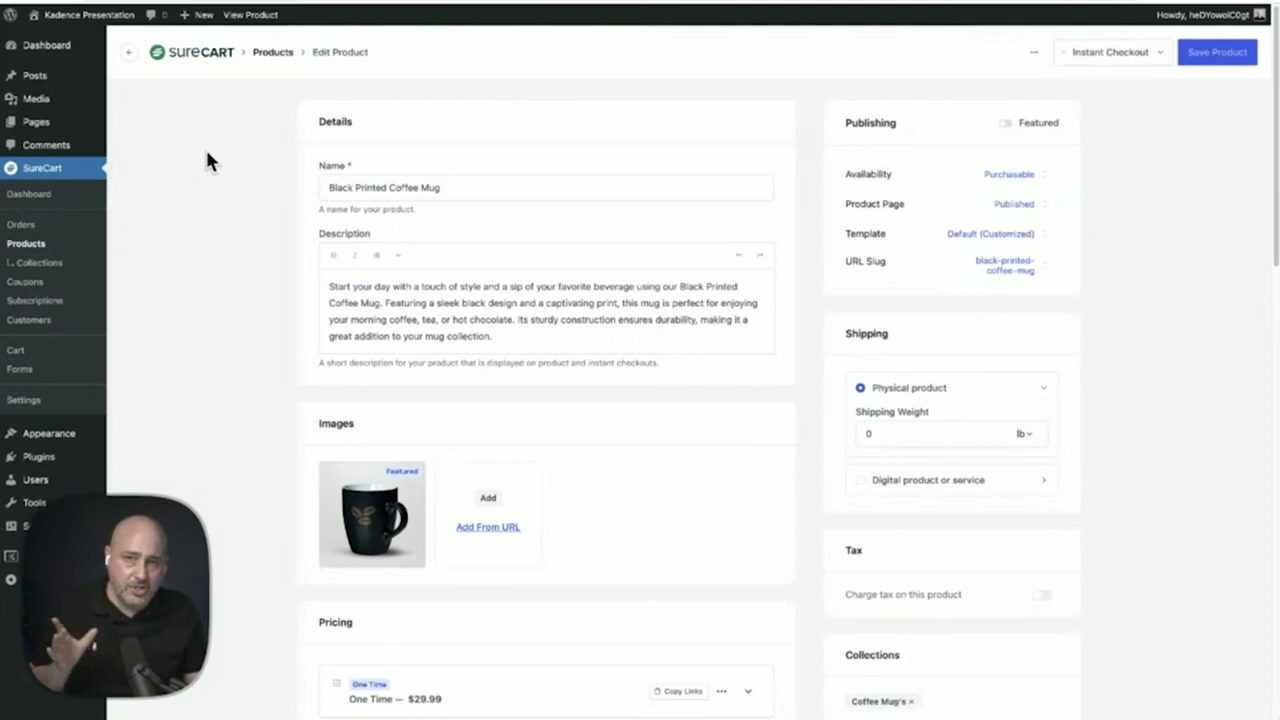 Kadence Presentation
0
New
View Product
Howdy, heDYowolC0gt
Dashboard
Posts
Media
Pages
Comments
SureCart
Dashboard
Orders
Products
Collections
Coupons
Subscriptions
Customers
Cart
Forms
Settings
Appearance
Plugins
Users
Tools
SURECART > Products > Edit Product
Instant Checkout
Save Product
Details
Name *
Black Printed Coffee Mug
A name for your product.
Description
Start your day with a touch of style and a sip of your favorite beverage using our Black Printed
Coffee Mug. Featuring a sleek black design and a captivating print, this mug is perfect for enjoying
your morning coffee, tea, or hot chocolate. Its sturdy construction ensures durability, making it a
great addition to your mug collection.
A short description for your product that is displayed on product and instant checkouts.
Images
Featured
Add
Add From URL
Pricing
One Time
One Time — $29.99
Copy Links
Publishing
Featured
Availability Purchasable
Product Page Published
Template Default (Customized)
URL Slug black-printed-
coffee-mug
Shipping
Physical product
Shipping Weight
0 lb
Digital product or service
Tax
Charge tax on this product
Collections
Coffee Mug's ×